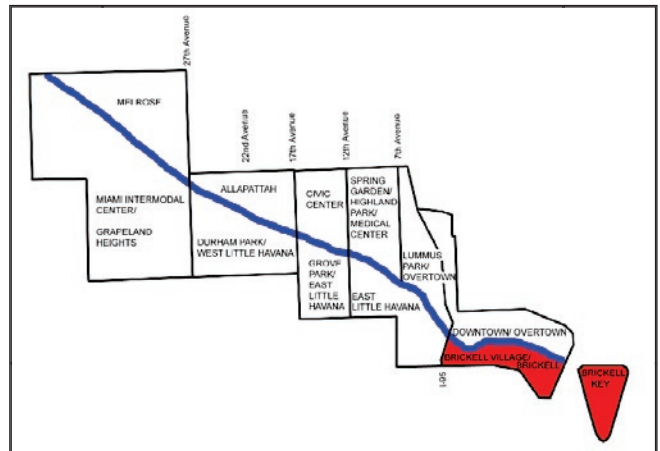 27th Avenue
22nd Avenue
17th Avenue
12th Avenue
7th Avenue
MELROSE
MIAMI INTERMODAL
CENTER/
GRAPELAND
HEIGHTS
ALLAPATTAH
DURHAM PARK/
WEST LITTLE HAVANA
CIVIC
CENTER
GROVE
PARK/
EAST
LITTLE
HAVANA
SPRING
GARDEN/
HIGHLAND
PARK/
MEDICAL
CENTER
EAST
LITTLE HAVANA
LUMMUS
PARK/
OVERTOWN
DOWNTOWN/ OVERTOWN
BRICKELL VILLAGE/
BRICKELL
I-95
BRICKELL
KEY